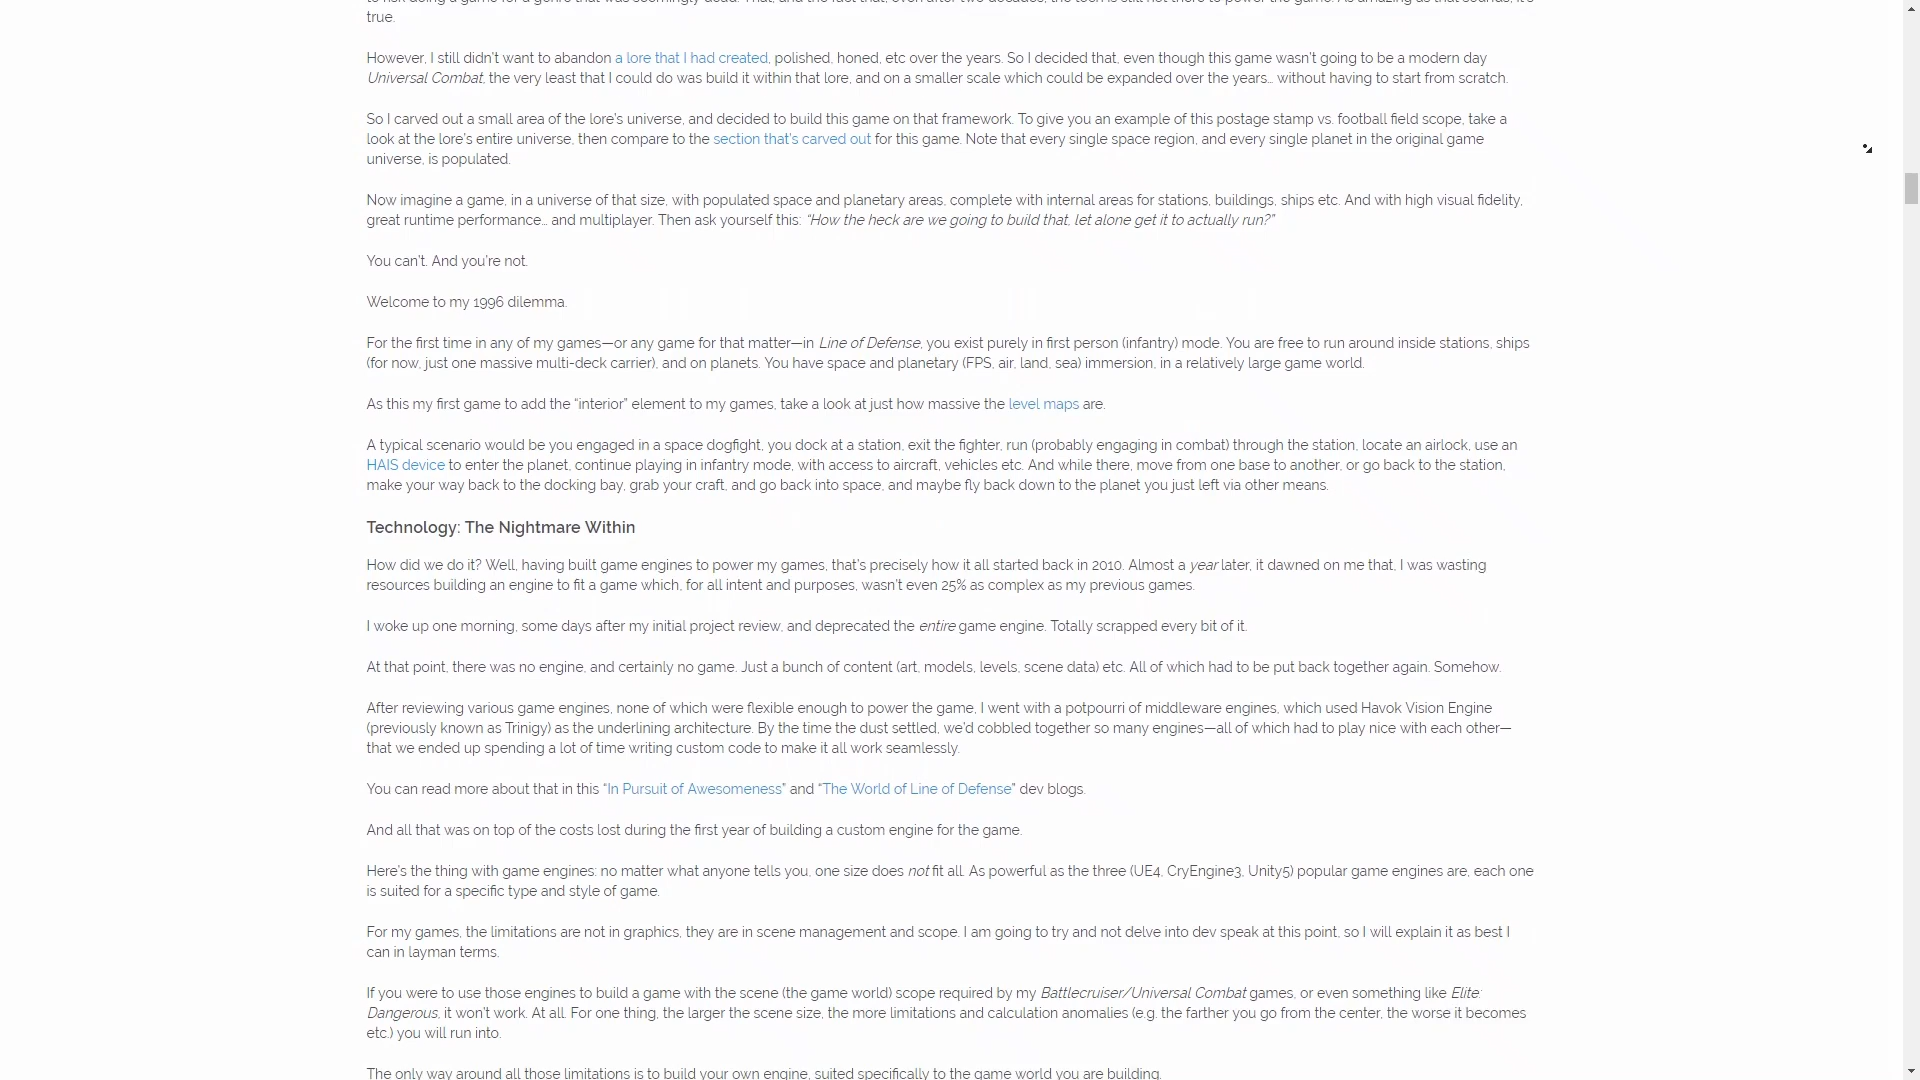 to risk doing a game for a genre that was seemingly dead. That, and the fact that, even after two decades, the tech is still not there to power the game. As amazing as that sounds, it's
true.
However, I still didn't want to abandon a lore that I had created, polished, honed, etc over the years. So I decided that, even though this game wasn't going to be a modern day
Universal Combat, the very least that I could do was build it within that lore, and on a smaller scale which could be expanded over the years… without having to start from scratch.
So I carved out a small area of the lore's universe, and decided to build this game on that framework. To give you an example of this postage stamp vs. football field scope, take a
look at the lore's entire universe, then compare to the section that's carved out for this game. Note that every single space region, and every single planet in the original game
universe, is populated.
Now imagine a game, in a universe of that size, with populated space and planetary areas, complete with internal areas for stations, buildings, ships etc. And with high visual fidelity,
great runtime performance… and multiplayer. Then ask yourself this: “How the heck are we going to build that, let alone get it to actually run?”
You can't. And you're not.
Welcome to my 1996 dilemma.
For the first time in any of my games—or any game for that matter—in Line of Defense, you exist purely in first person (infantry) mode. You are free to run around inside stations, ships
(for now, just one massive multi-deck carrier), and on planets. You have space and planetary (FPS, air, land, sea) immersion, in a relatively large game world.
As this my first game to add the “interior” element to my games, take a look at just how massive the level maps are.
A typical scenario would be you engaged in a space dogfight, you dock at a station, exit the fighter, run (probably engaging in combat) through the station, locate an airlock, use an
HAIS device to enter the planet, continue playing in infantry mode, with access to aircraft, vehicles etc. And while there, move from one base to another, or go back to the station,
make your way back to the docking bay, grab your craft, and go back into space, and maybe fly back down to the planet you just left via other means.
Technology: The Nightmare Within
How did we do it? Well, having built game engines to power my games, that's precisely how it all started back in 2010. Almost a year later, it dawned on me that, I was wasting
resources building an engine to fit a game which, for all intent and purposes, wasn't even 25% as complex as my previous games.
I woke up one morning, some days after my initial project review, and deprecated the entire game engine. Totally scrapped every bit of it.
At that point, there was no engine, and certainly no game. Just a bunch of content (art, models, levels, scene data) etc. All of which had to be put back together again. Somehow.
After reviewing various game engines, none of which were flexible enough to power the game, I went with a potpourri of middleware engines, which used Havok Vision Engine
(previously known as Trinigy) as the underlining architecture. By the time the dust settled, we'd cobbled together so many engines—all of which had to play nice with each other—
that we ended up spending a lot of time writing custom code to make it all work seamlessly.
You can read more about that in this “In Pursuit of Awesomeness” and “The World of Line of Defense” dev blogs.
And all that was on top of the costs lost during the first year of building a custom engine for the game.
Here's the thing with game engines: no matter what anyone tells you, one size does not fit all. As powerful as the three (UE4, CryEngine3, Unity5) popular game engines are, each one
is suited for a specific type and style of game.
For my games, the limitations are not in graphics, they are in scene management and scope. I am going to try and not delve into dev speak at this point, so I will explain it as best I
can in layman terms.
If you were to use those engines to build a game with the scene (the game world) scope required by my Battlecruiser/Universal Combat games, or even something like Elite:
Dangerous, it won't work. At all. For one thing, the larger the scene size, the more limitations and calculation anomalies (e.g. the farther you go from the center, the worse it becomes
etc.) you will run into.
The only way around all those limitations is to build your own engine, suited specifically to the game world you are building.